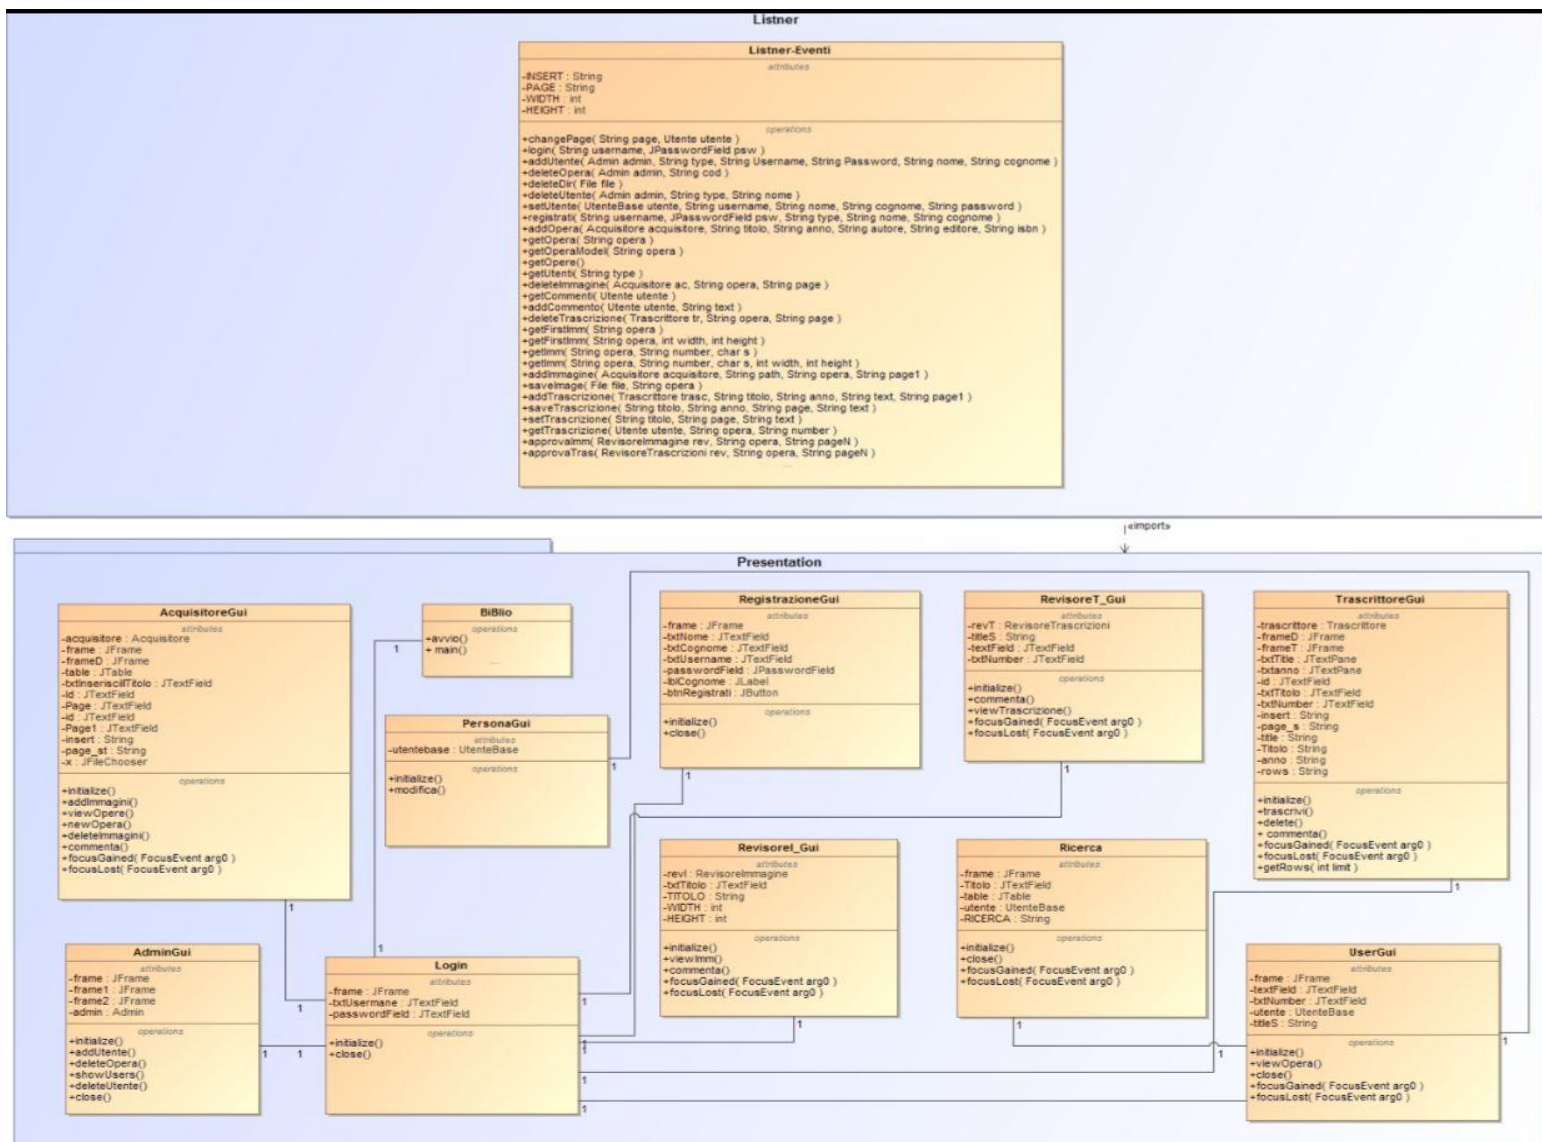 Listner
Listner-Eventi
attributes
-INSERT : String
-PAGE : String
-WIDTH : int
-HEIGHT : int
operations
+changePage( String page, Utente utente )
+login( String username, JPasswordField psw )
+addUtente( Admin admin, String type, String Username, String Password, String nome, String cognome )
+deleteOpera( Admin admin, String cod )
+deleteDir( File file )
+deleteUtente( Admin admin, String type, String nome )
+setUtente( UtenteBase utente, String username, String nome, String cognome, String password )
+registrati( String username, JPasswordField psw, String type, String nome, String cognome )
+addOpera( Acquisitore acquisitore, String titolo, String anno, String autore, String editore, String isbn )
+getOpera( String opera )
+getOperaModel( String opera )
+getOpere()
+getUtenti( String type )
+deleteImmagine( Acquisitore ac, String opera, String page )
+getCommenti( Utente utente )
+addCommento( Utente utente, String text )
+deleteTrascrizione( Trascrittore tr, String opera, String page )
+getFirstImm( String opera )
+getFirstImm( String opera, int width, int height )
+getImm( String opera, String number, char s )
+getImm( String opera, String number, char s, int width, int height )
+addImmagine( Acquisitore acquisitore, String path, String opera, String page1 )
+saveImage( File file, String opera )
+addTrascrizione( Trascrittore trasc, String titolo, String anno, String text, String page1 )
+saveTrascrizione( String titolo, String anno, String page, String text )
+setTrascrizione( String titolo, String page, String text )
+getTrascrizione( Utente utente, String opera, String number )
+approvaImm( RevisoreImmagine rev, String opera, String pageN )
+approvaTras( RevisoreTrascrizioni rev, String opera, String pageN )
...
«import»
Presentation
AcquisitoreGui
attributes
-acquisitore : Acquisitore
-frame : JFrame
-frameD : JFrame
-table : JTable
-txtInserisciIlTitolo : JTextField
-id : JTextField
-Page : JTextField
-id : JTextField
-Page1 : JTextField
-insert : String
-page_st : String
-x : JFileChooser
operations
+initialize()
+addImmagini()
+viewOpere()
+newOpera()
+deleteImmagini()
+commenta()
+focusGained( FocusEvent arg0 )
+focusLost( FocusEvent arg0 )
1
BiBlio
operations
+avvio()
+ main()
...
1
PersonaGui
attributes
-utentebase : UtenteBase
operations
+initialize()
+modifica()
1
RegistrazioneGui
attributes
-frame : JFrame
-txtNome : JTextField
-txtCognome : JTextField
-txtUsername : JTextField
-passwordField : JPasswordField
-lblCognome : JLabel
-btnRegistrati : JButton
operations
+initialize()
+close()
1
RevisoreT_Gui
attributes
-revT : RevisoreTrascrizioni
-titleS : String
-textField : JTextField
-txtNumber : JTextField
operations
+initialize()
+commenta()
+viewTrascrizione()
+focusGained( FocusEvent arg0 )
+focusLost( FocusEvent arg0 )
1
TrascrittoreGui
attributes
-trascrittore : Trascrittore
-frameD : JFrame
-frameT : JFrame
-txtTitle : JTextPane
-txtanno : JTextPane
-id : JTextField
-txtTitolo : JTextField
-txtNumber : JTextField
-insert : String
-page_s : String
-title : String
-Titolo : String
-anno : String
-rows : String
operations
+initialize()
+trascrivi()
+delete()
+ commenta()
+focusGained( FocusEvent arg0 )
+focusLost( FocusEvent arg0 )
+getRows( int limit )
1
AdminGui
attributes
-frame : JFrame
-frame1 : JFrame
-frame2 : JFrame
-admin : Admin
operations
+initialize()
+addUtente()
+deleteOpera()
+showUsers()
+deleteUtente()
+close()
1
1
1
1
Login
attributes
-frame : JFrame
-txtUsermane : JTextField
-passwordField : JTextField
operations
+initialize()
+close()
1
1
1
1
1
RevisoreI_Gui
attributes
-revI : RevisoreImmagine
-txtTitolo : JTextField
-TITOLO : String
-WIDTH : int
-HEIGHT : int
operations
+initialize()
+viewImm()
+commenta()
+focusGained( FocusEvent arg0 )
+focusLost( FocusEvent arg0 )
1
Ricerca
attributes
-frame : JFrame
-Titolo : JTextField
-table : JTable
-utente : UtenteBase
-RICERCA : String
operations
+initialize()
+close()
+focusGained( FocusEvent arg0 )
+focusLost( FocusEvent arg0 )
1
UserGui
attributes
-frame : JFrame
-textField : JTextField
-txtNumber : JTextField
-utente : UtenteBase
-titleS : String
operations
+initialize()
+viewOpera()
+close()
+focusGained( FocusEvent arg0 )
+focusLost( FocusEvent arg0 )
1
1
1